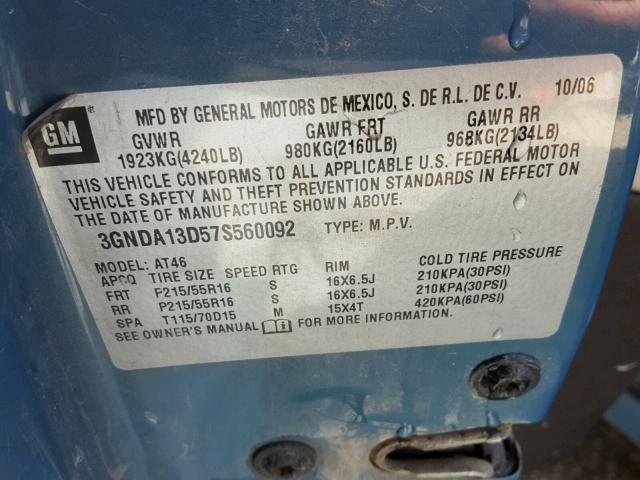 GM
MFD BY GENERAL MOTORS DE MEXICO, S. DE R.L. DE C.V. 10/06
GVWR GAWR FRT GAWR RR
1923KG(4240LB) 980KG(2160LB) 968KG(2134LB)
THIS VEHICLE CONFORMS TO ALL APPLICABLE U.S. FEDERAL MOTOR
VEHICLE SAFETY AND THEFT PREVENTION STANDARDS IN EFFECT ON
THE DATE OF MANUFACTURE SHOWN ABOVE.
3GNDA13D57S560092 TYPE: M.P.V.
MODEL: AT46
APCQ TIRE SIZE SPEED RTG RIM COLD TIRE PRESSURE
FRT P215/55R16 S 16X6.5J 210KPA(30PSI)
RR P215/55R16 S 16X6.5J 210KPA(30PSI)
SPA T115/70D15 M 15X4T 420KPA(60PSI)
SEE OWNER'S MANUAL FOR MORE INFORMATION.